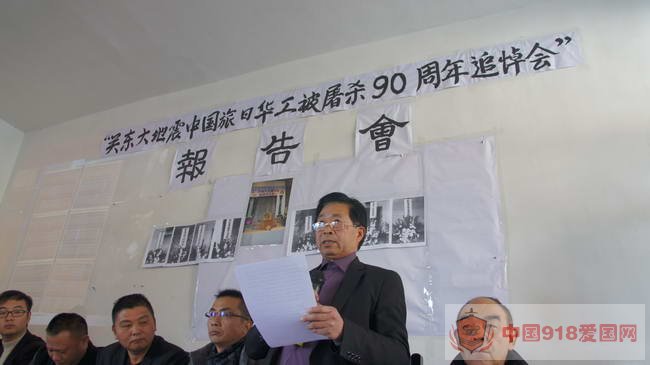 “关东大地震中国旅日华工被屠杀90周年追悼会”
報告會
中国918爱国网